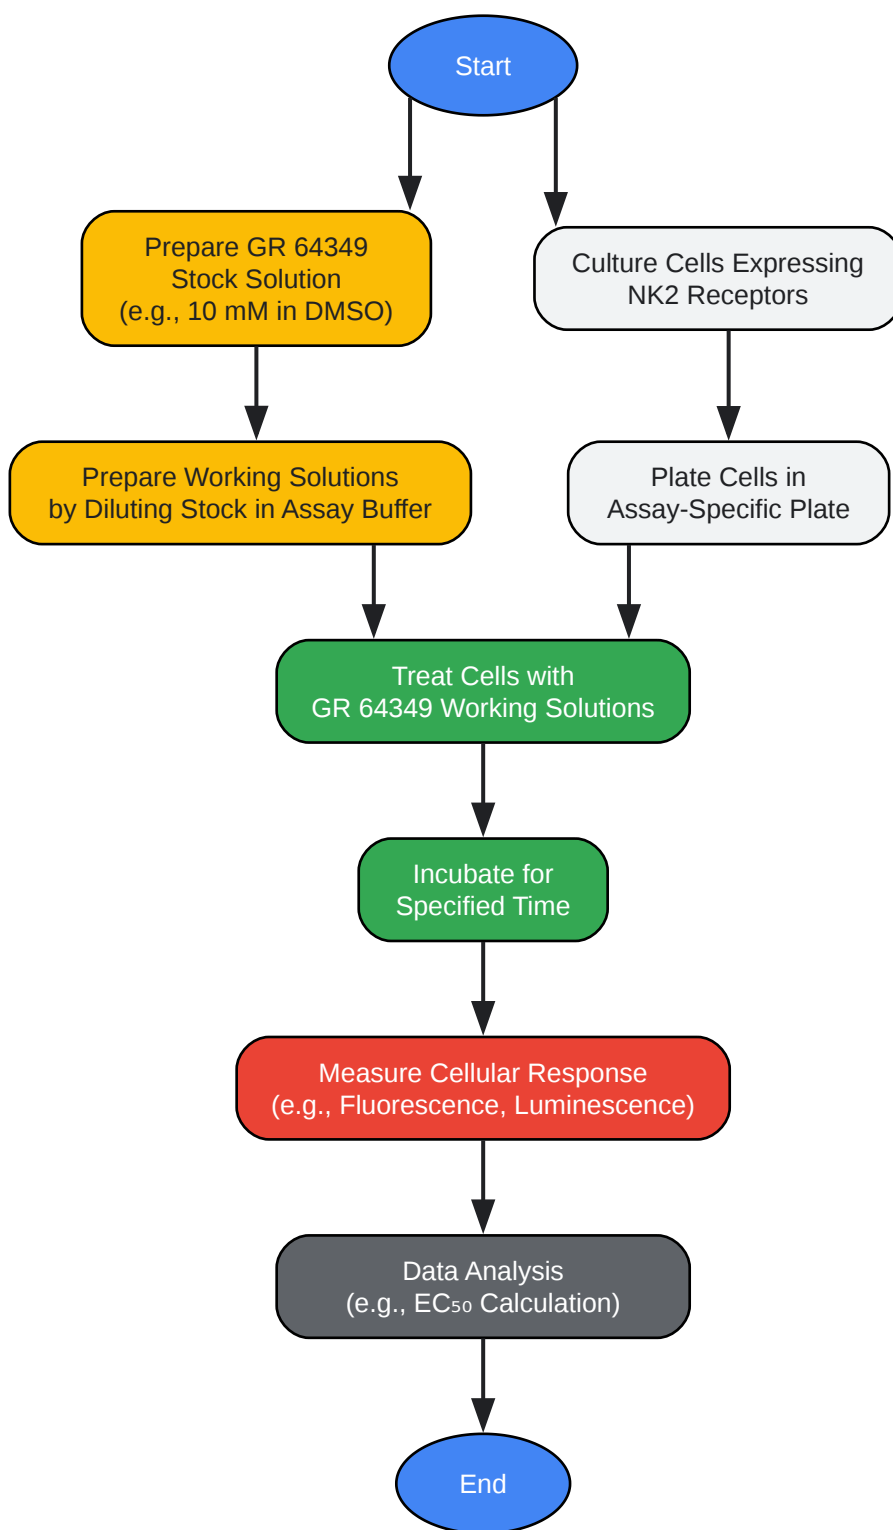 Start
Prepare GR 64349
Stock Solution
(e.g., 10 mM in DMSO)
Culture Cells Expressing
NK2 Receptors
Prepare Working Solutions
by Diluting Stock in Assay Buffer
Plate Cells in
Assay-Specific Plate
Treat Cells with
GR 64349 Working Solutions
Incubate for
Specified Time
Measure Cellular Response
(e.g., Fluorescence, Luminescence)
Data Analysis
(e.g., EC₅₀ Calculation)
End